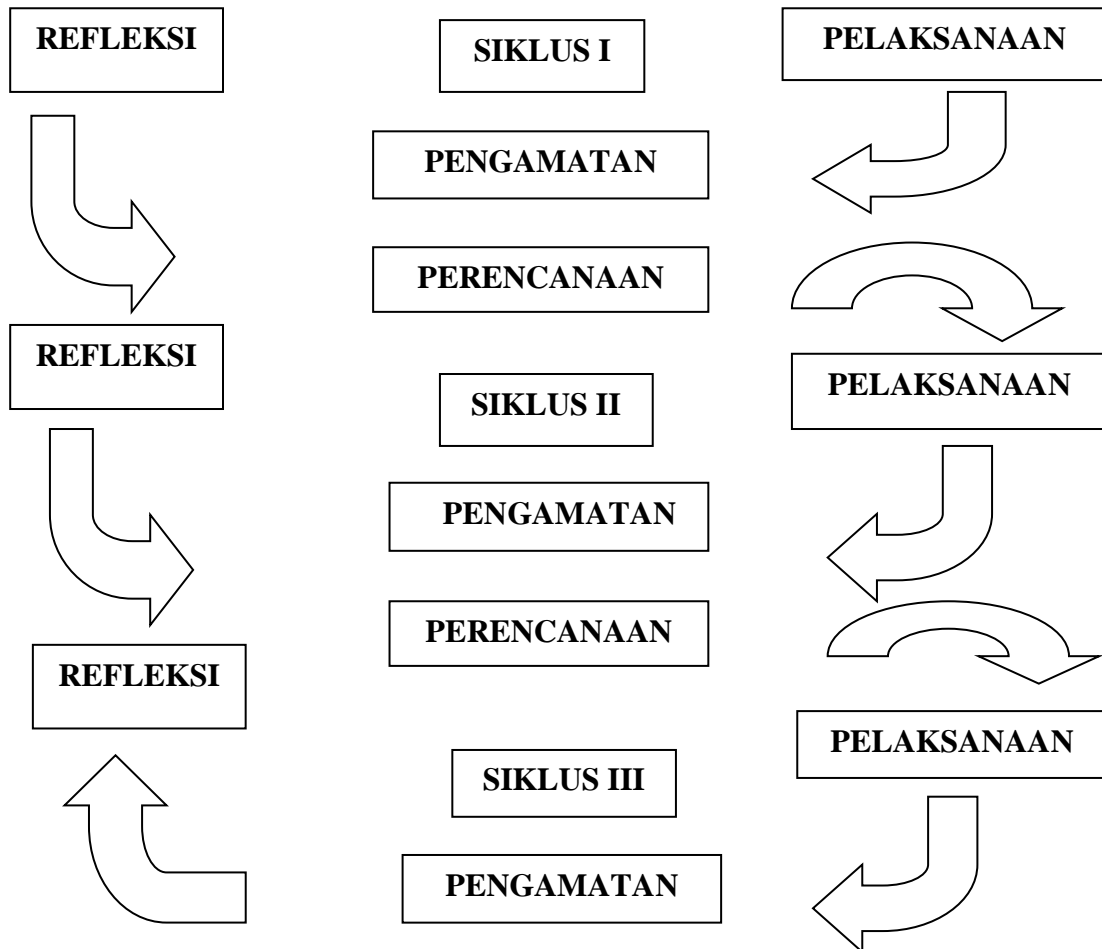 REFLEKSI
SIKLUS I
PELAKSANAAN
PENGAMATAN
PERENCANAAN
REFLEKSI
PELAKSANAAN
SIKLUS II
PENGAMATAN
PERENCANAAN
REFLEKSI
PELAKSANAAN
SIKLUS III
PENGAMATAN